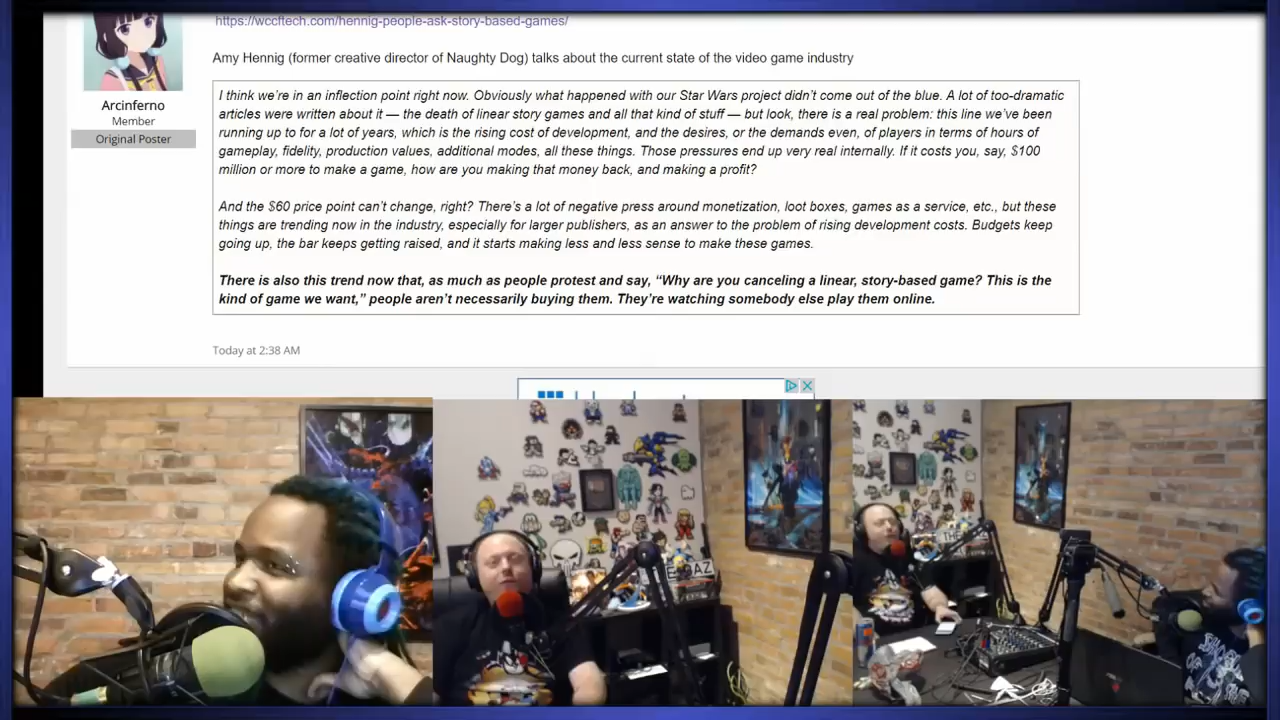 https://wccftech.com/hennig-people-ask-story-based-games/
Amy Hennig (former creative director of Naughty Dog) talks about the current state of the video game industry
Arcinferno
Member
Original Poster
I think we're in an inflection point right now. Obviously what happened with our Star Wars project didn't come out of the blue. A lot of too-dramatic
articles were written about it — the death of linear story games and all that kind of stuff — but look, there is a real problem: this line we've been
running up to for a lot of years, which is the rising cost of development, and the desires, or the demands even, of players in terms of hours of
gameplay, fidelity, production values, additional modes, all these things. Those pressures end up very real internally. If it costs you, say, $100
million or more to make a game, how are you making that money back, and making a profit?
And the $60 price point can't change, right? There's a lot of negative press around monetization, loot boxes, games as a service, etc., but these
things are trending now in the industry, especially for larger publishers, as an answer to the problem of rising development costs. Budgets keep
going up, the bar keeps getting raised, and it starts making less and less sense to make these games.
There is also this trend now that, as much as people protest and say, “Why are you canceling a linear, story-based game? This is the
kind of game we want,” people aren't necessarily buying them. They're watching somebody else play them online.
Today at 2:38 AM